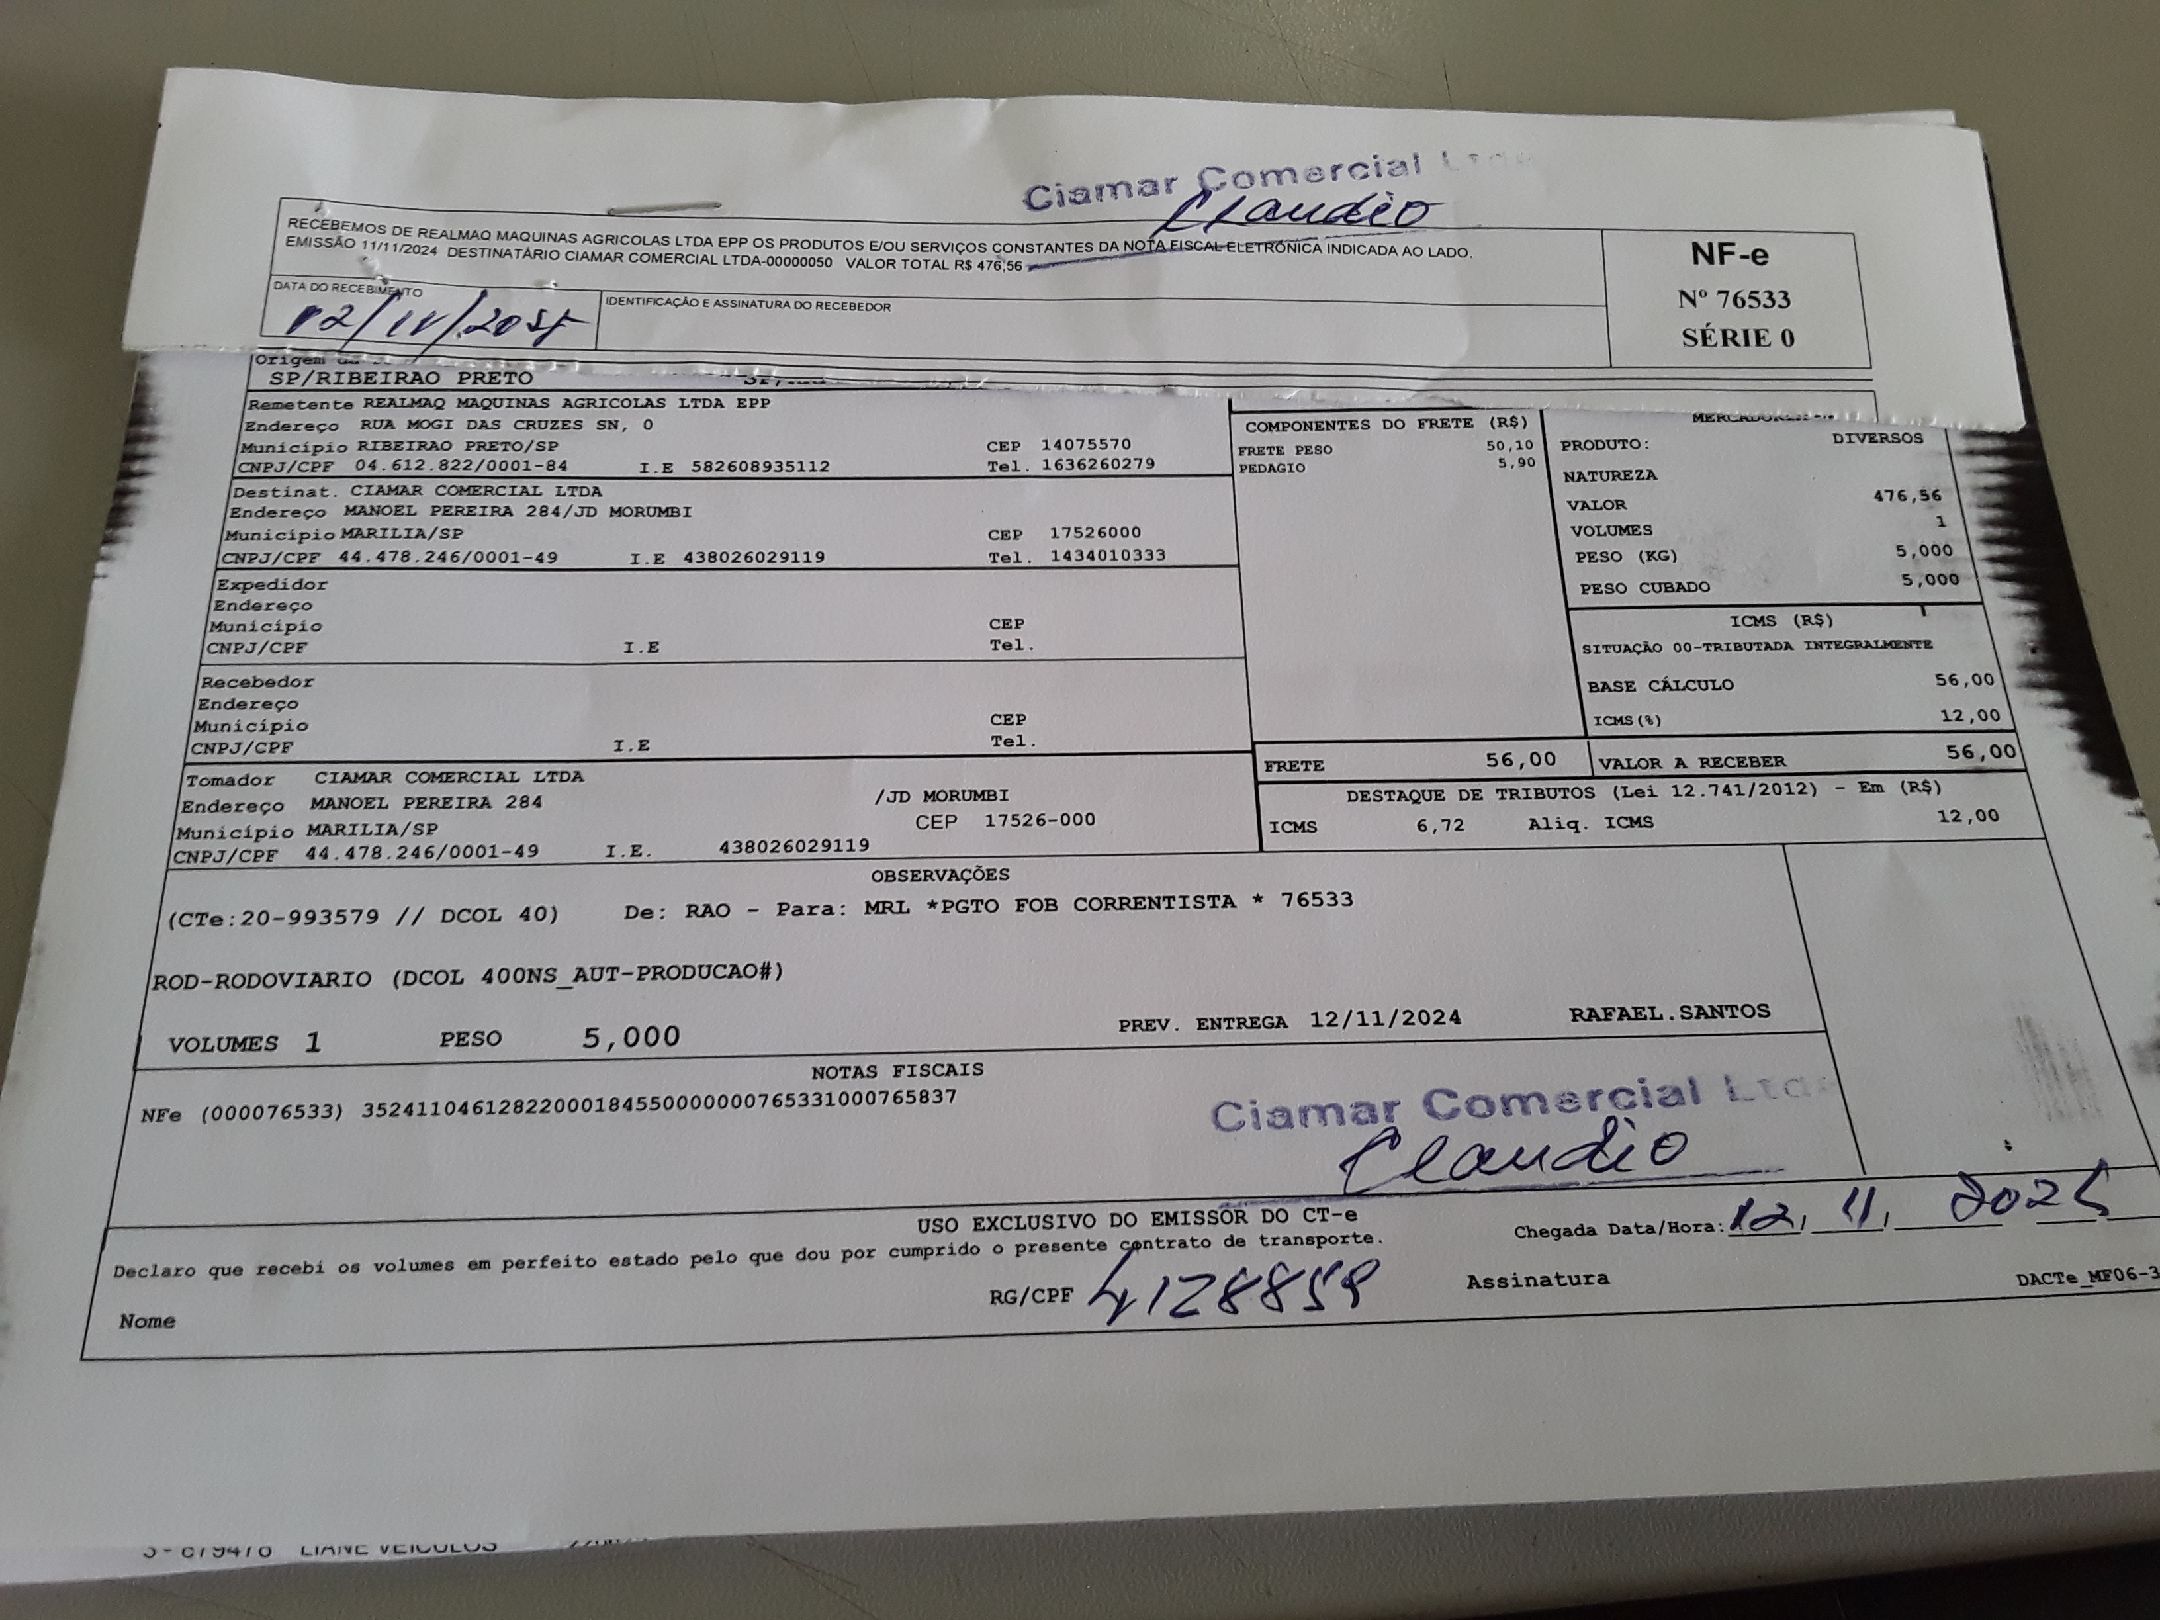 Ciamar Comercial Ltda
Claudio
RECEBEMOS DE REALMAQ MAQUINAS AGRICOLAS LTDA EPP OS PRODUTOS E/OU SERVIÇOS CONSTANTES DA NOTA FISCAL ELETRÔNICA INDICADA AO LADO.
EMISSÃO 11/11/2024 DESTINATÁRIO CIAMAR COMERCIAL LTDA-00000050 VALOR TOTAL R$ 476,56
NF-e
Nº 76533
SÉRIE 0
DATA DO RECEBIMENTO
IDENTIFICAÇÃO E ASSINATURA DO RECEBEDOR
Origem
SP/RIBEIRAO PRETO
Remetente REALMAQ MAQUINAS AGRICOLAS LTDA EPP
Endereço RUA MOGI DAS CRUZES SN, 0
Município RIBEIRAO PRETO/SP CEP 14075570
CNPJ/CPF 04.612.822/0001-84 I.E 582608935112 Tel. 1636260279
Destinat. CIAMAR COMERCIAL LTDA
Endereço MANOEL PEREIRA 284/JD MORUMBI
Município MARILIA/SP CEP 17526000
CNPJ/CPF 44.478.246/0001-49 I.E 438026029119 Tel. 1434010333
Expedidor
Endereço
Município CEP
CNPJ/CPF I.E Tel.
Recebedor
Endereço
Município CEP
CNPJ/CPF I.E Tel.
Tomador CIAMAR COMERCIAL LTDA
Endereço MANOEL PEREIRA 284 /JD MORUMBI
Município MARILIA/SP CEP 17526-000
CNPJ/CPF 44.478.246/0001-49 I.E. 438026029119
COMPONENTES DO FRETE (R$)
FRETE PESO 50,10
PEDAGIO 5,90
PRODUTO: DIVERSOS
NATUREZA
VALOR 476,56
VOLUMES 1
PESO (KG) 5,000
PESO CUBADO 5,000
ICMS (R$)
SITUAÇÃO 00-TRIBUTADA INTEGRALMENTE
BASE CÁLCULO 56,00
ICMS(%) 12,00
FRETE 56,00 VALOR A RECEBER 56,00
DESTAQUE DE TRIBUTOS (Lei 12.741/2012) - Em (R$)
ICMS 6,72 Aliq. ICMS 12,00
OBSERVAÇÕES
(CTe:20-993579 // DCOL 40) De: RAO - Para: MRL *PGTO FOB CORRENTISTA * 76533
ROD-RODOVIARIO (DCOL 400NS_AUT-PRODUCAO#)
VOLUMES 1 PESO 5,000 PREV. ENTREGA 12/11/2024 RAFAEL.SANTOS
NOTAS FISCAIS
NFe (000076533) 35241104612822000184550000000765331000765837
Ciamar Comercial Ltda
Claudio
USO EXCLUSIVO DO EMISSOR DO CT-e
Chegada Data/Hora: 12, 11,
Declaro que recebi os volumes em perfeito estado pelo que dou por cumprido o presente contrato de transporte.
RG/CPF 4128859 Assinatura DACTe_MF06-3
Nome
LIANE VEICULOS